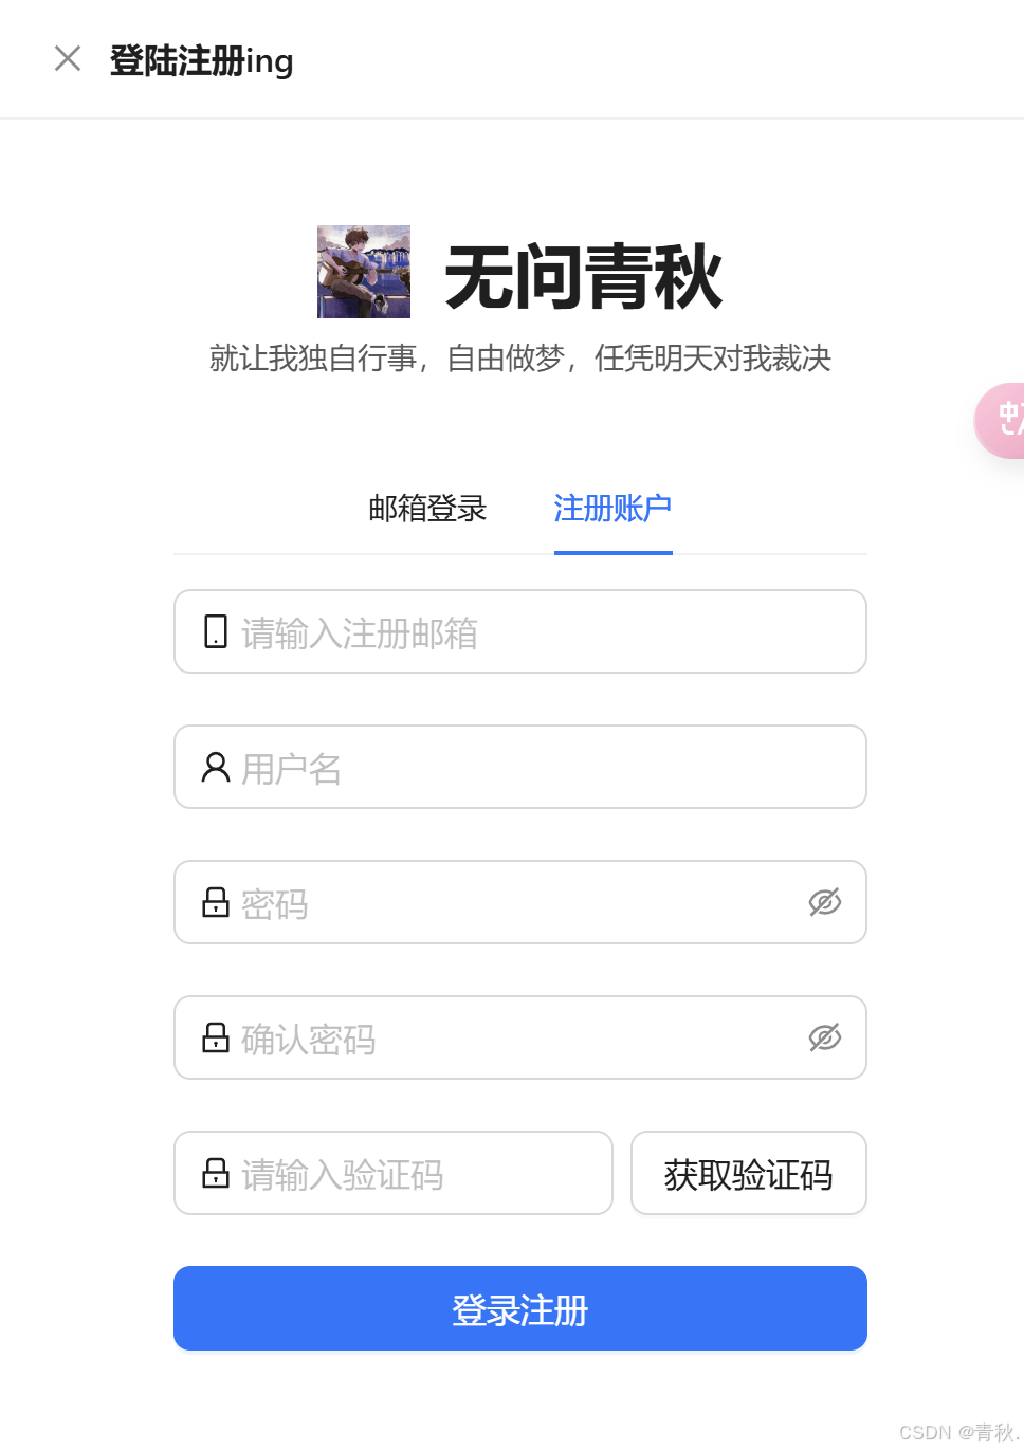 登陆注册ing
无问青秋
就让我独自行事，自由做梦，任凭明天对我裁决
邮箱登录 注册账户
请输入注册邮箱
用户名
密码
确认密码
请输入验证码 获取验证码
登录注册
CSDN @青秋.